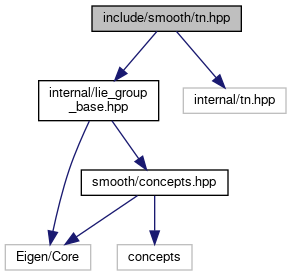 include/smooth/tn.hpp
internal/lie_group
_base.hpp
internal/tn.hpp
smooth/concepts.hpp
Eigen/Core
concepts